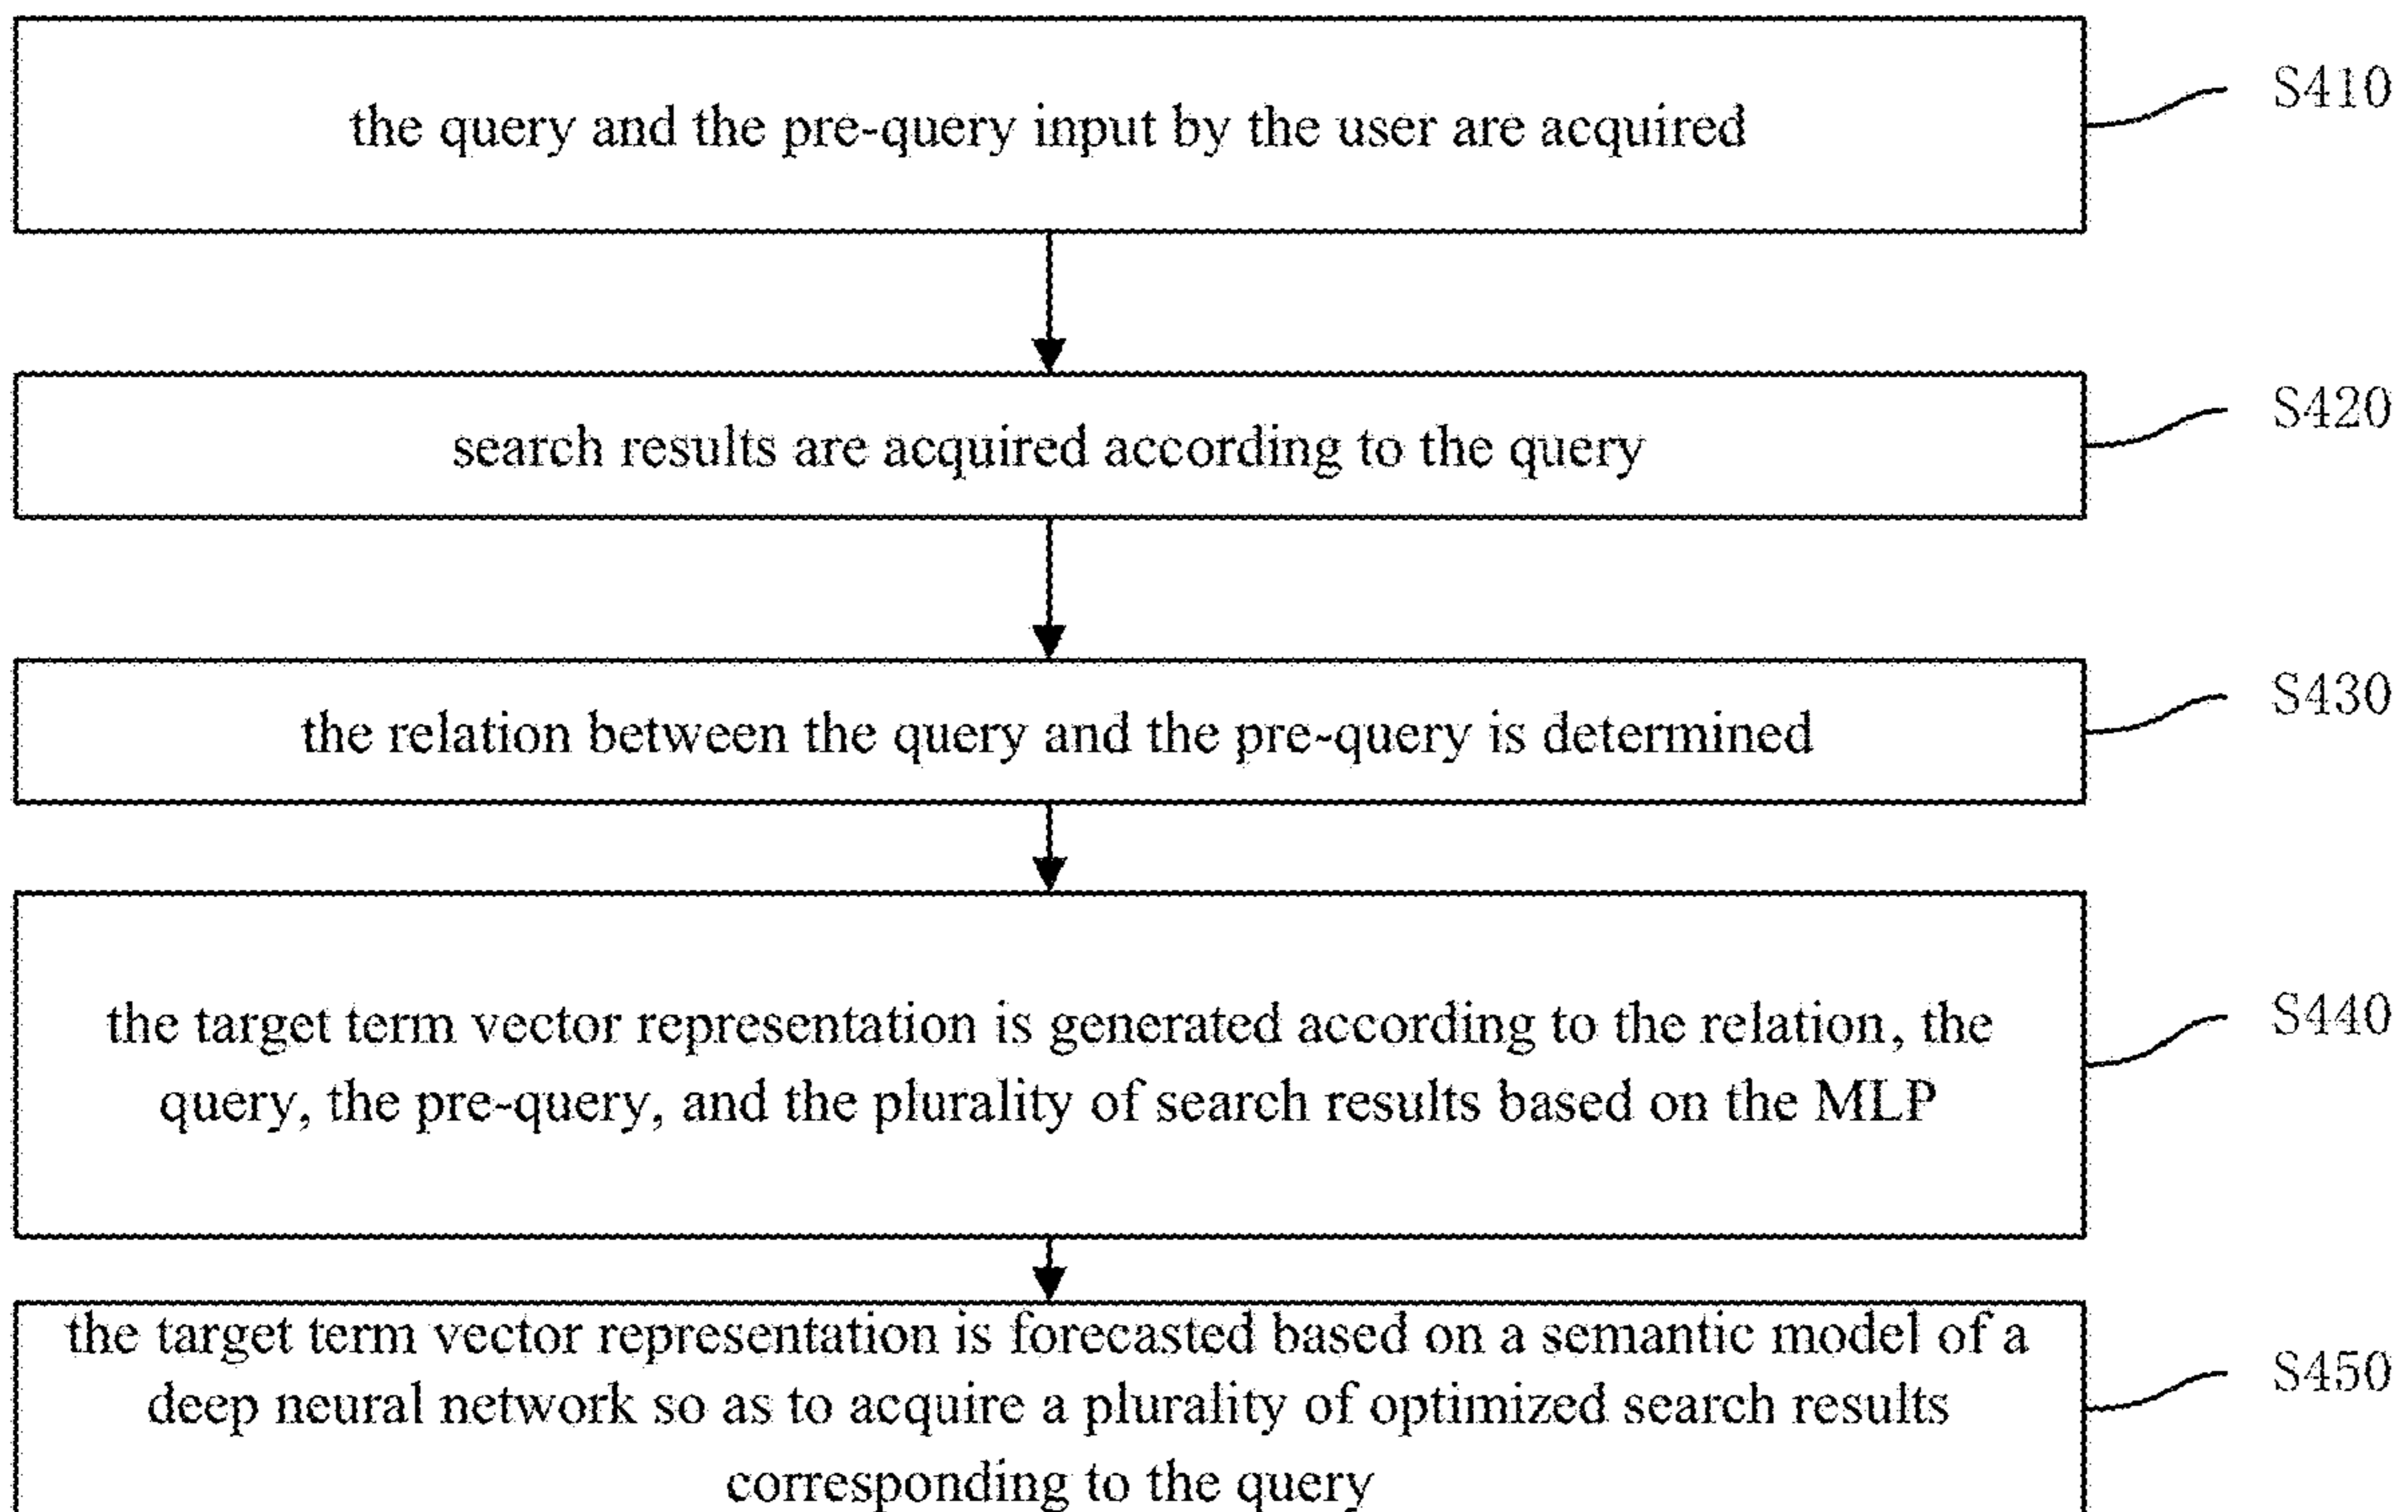 the query and the pre-query input by the user are acquired
S410
search results are acquired according to the query
S420
the relation between the query and the pre-query is determined
S430
the target term vector representation is generated according to the relation, the
query, the pre-query, and the plurality of search results based on the MLP
S440
the target term vector representation is forecasted based on a semantic model of a
deep neural network so as to acquire a plurality of optimized search results
corresponding to the query
S450